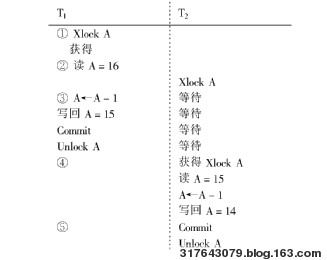 T₁ T₂
① Xlock A
获得
② 读 A = 16
Xlock A
③ A←A − 1 等待
写回 A = 15 等待
Commit 等待
Unlock A 等待
④ 获得 Xlock A
读 A = 15
A←A − 1
写回 A = 14
⑤ Commit
Unlock A
317643079.blog.163.com